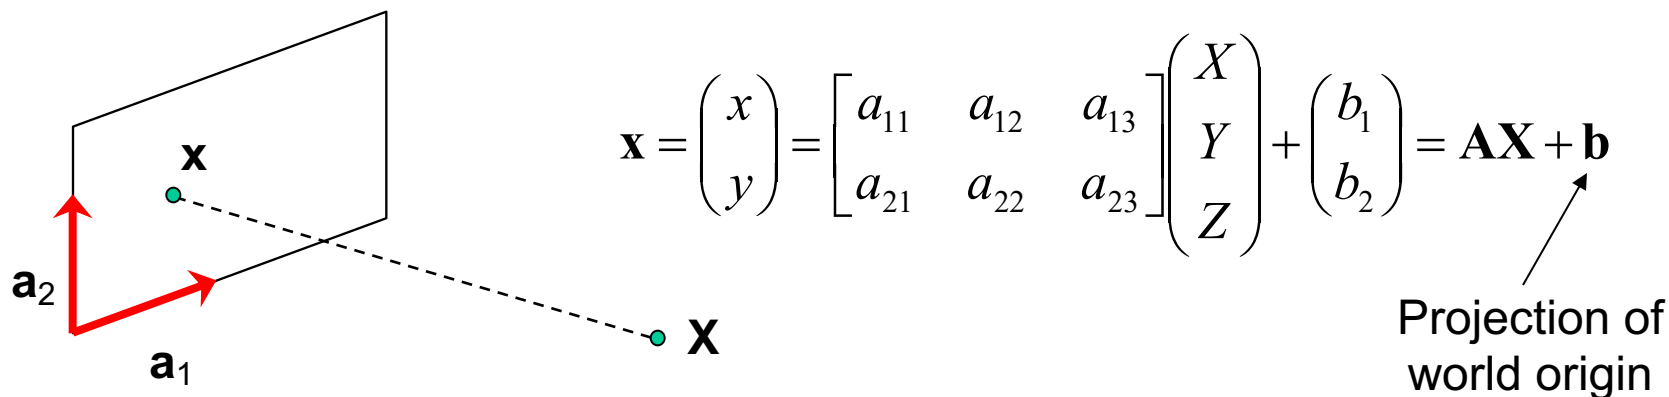 x
a₂
a₁
X
x = (x y) = [a₁₁ a₁₂ a₁₃ a₂₁ a₂₂ a₂₃] (X Y Z) + (b₁ b₂) = AX + b
Projection of
world origin